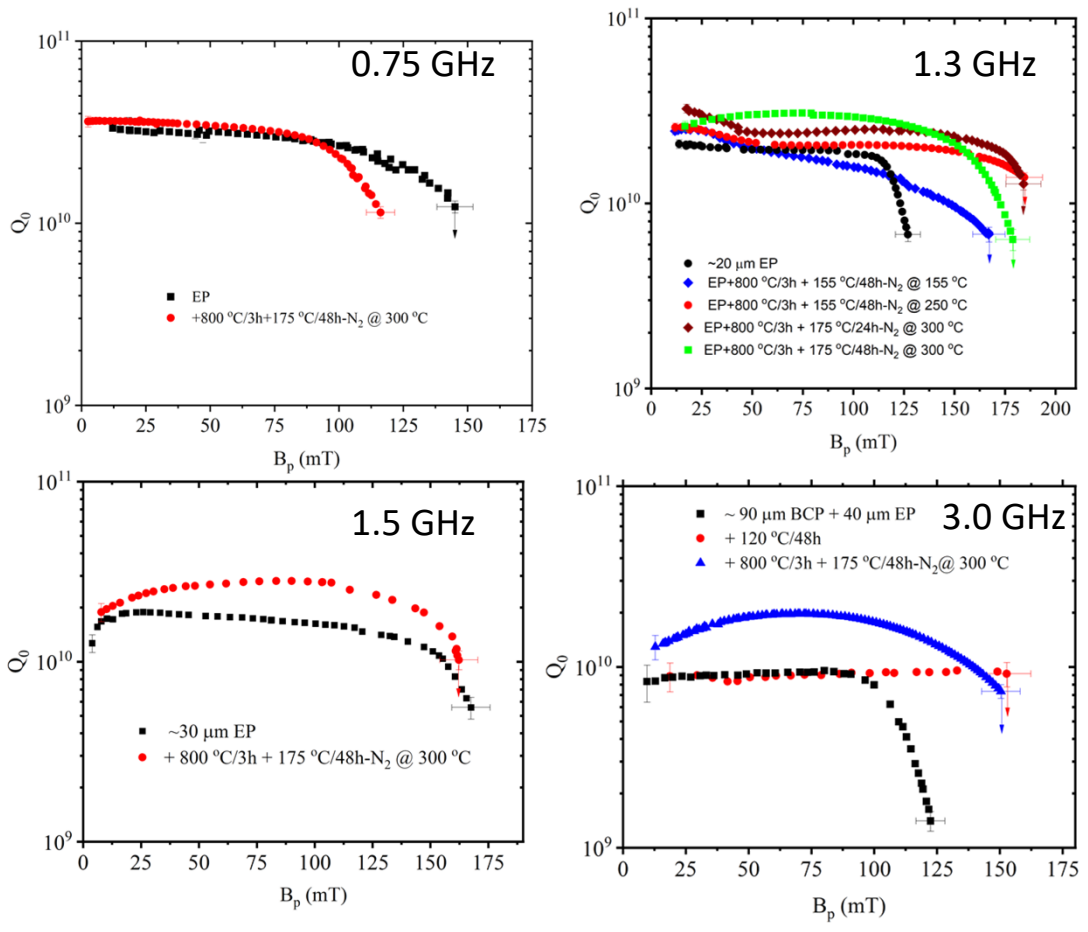 0.75 GHz
10¹¹
10¹⁰
10⁹
Q₀
■ EP
● +800 °C/3h+175 °C/48h-N₂ @ 300 °C
0 25 50 75 100 125 150 175
Bₚ (mT)
1.3 GHz
10¹¹
10¹⁰
10⁹
Q₀
● ~20 μm EP
◆ EP+800 °C/3h + 155 °C/48h-N₂ @ 155 °C
● EP+800 °C/3h + 155 °C/48h-N₂ @ 250 °C
◆ EP+800 °C/3h + 175 °C/24h-N₂ @ 300 °C
■ EP+800 °C/3h + 175 °C/48h-N₂ @ 300 °C
0 25 50 75 100 125 150 175 200
Bₚ (mT)
1.5 GHz
10¹¹
10¹⁰
10⁹
Q₀
■ ~30 μm EP
● + 800 °C/3h + 175 °C/48h-N₂ @ 300 °C
0 25 50 75 100 125 150 175
Bₚ (mT)
3.0 GHz
10¹¹
10¹⁰
10⁹
Q₀
■ ~ 90 μm BCP + 40 μm EP
● + 120 °C/48h
▲ + 800 °C/3h + 175 °C/48h-N₂@ 300 °C
0 25 50 75 100 125 150 175
Bₚ (mT)